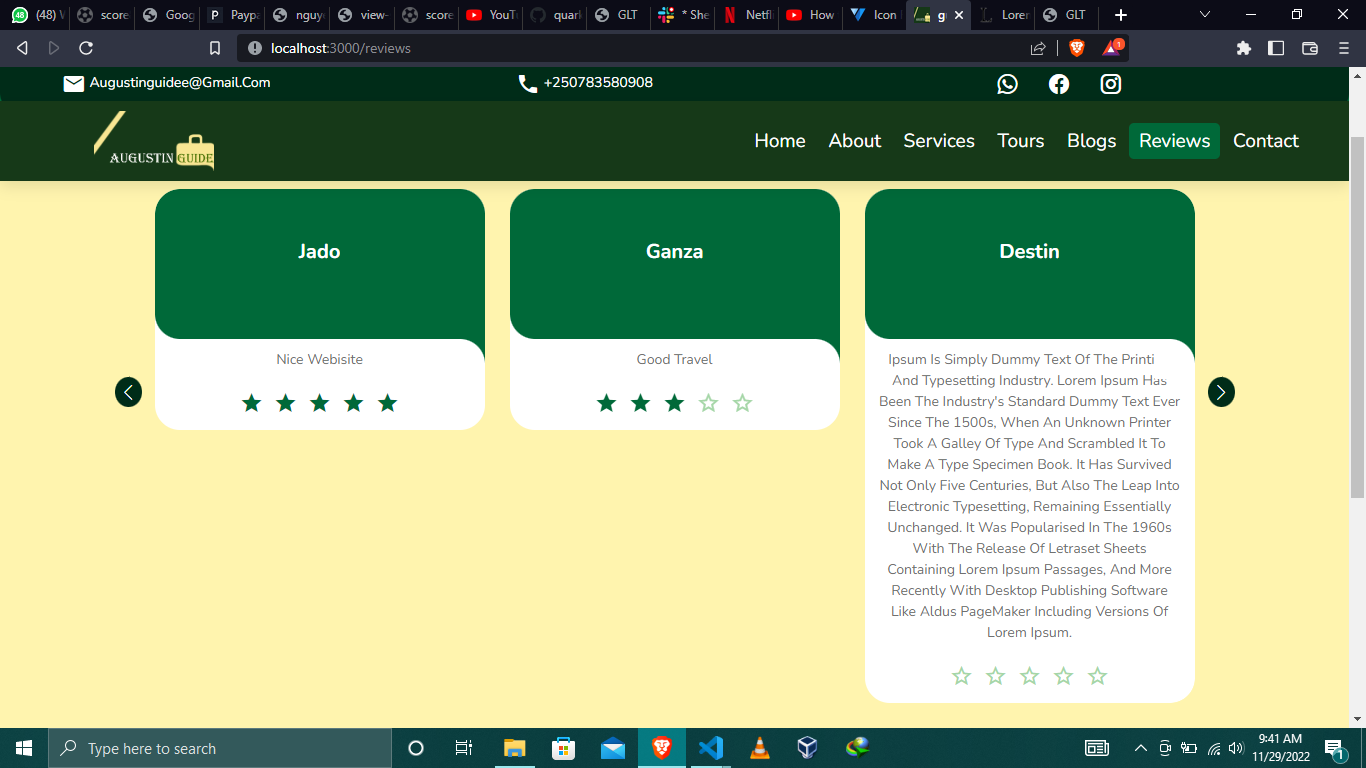 48 (48) W
score
Goog
P Paypa
nguye
view-
score
YouTu
quark
GLT
* She
Netfli
How
Icon
gu
Lorem
GLT
localhost:3000/reviews
1
Augustinguidee@Gmail.Com
+250783580908
AUGUSTIN GUIDE
Home About Services Tours Blogs Reviews Contact
Jado
Nice Webisite
Ganza
Good Travel
Destin
Ipsum Is Simply Dummy Text Of The Printi
And Typesetting Industry. Lorem Ipsum Has
Been The Industry's Standard Dummy Text Ever
Since The 1500s, When An Unknown Printer
Took A Galley Of Type And Scrambled It To
Make A Type Specimen Book. It Has Survived
Not Only Five Centuries, But Also The Leap Into
Electronic Typesetting, Remaining Essentially
Unchanged. It Was Popularised In The 1960s
With The Release Of Letraset Sheets
Containing Lorem Ipsum Passages, And More
Recently With Desktop Publishing Software
Like Aldus PageMaker Including Versions Of
Lorem Ipsum.
Type here to search
9:41 AM
11/29/2022
1